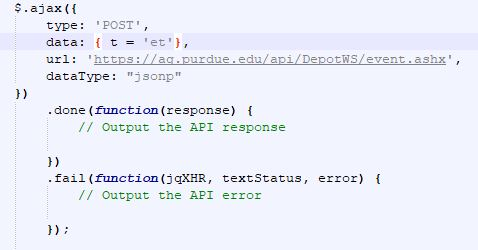 $.ajax({
    type: 'POST',
    data: { t = 'et'},
    url: 'https://ag.purdue.edu/api/DepotWS/event.ashx',
    dataType: "jsonp"
})
    .done(function(response) {
        // Output the API response
    })
    .fail(function(jqXHR, textStatus, error) {
        // Output the API error
    });